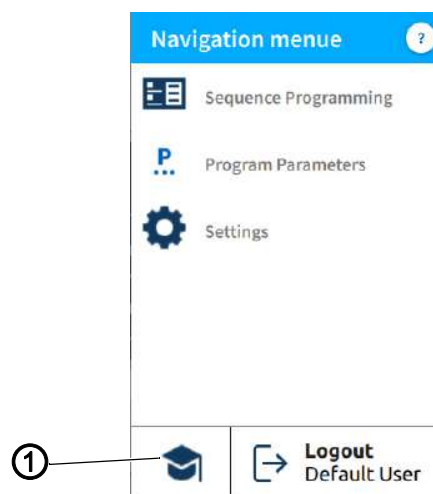 Navigation menue ?
Sequence Programming
P
Program Parameters
Settings
1
Logout
Default User